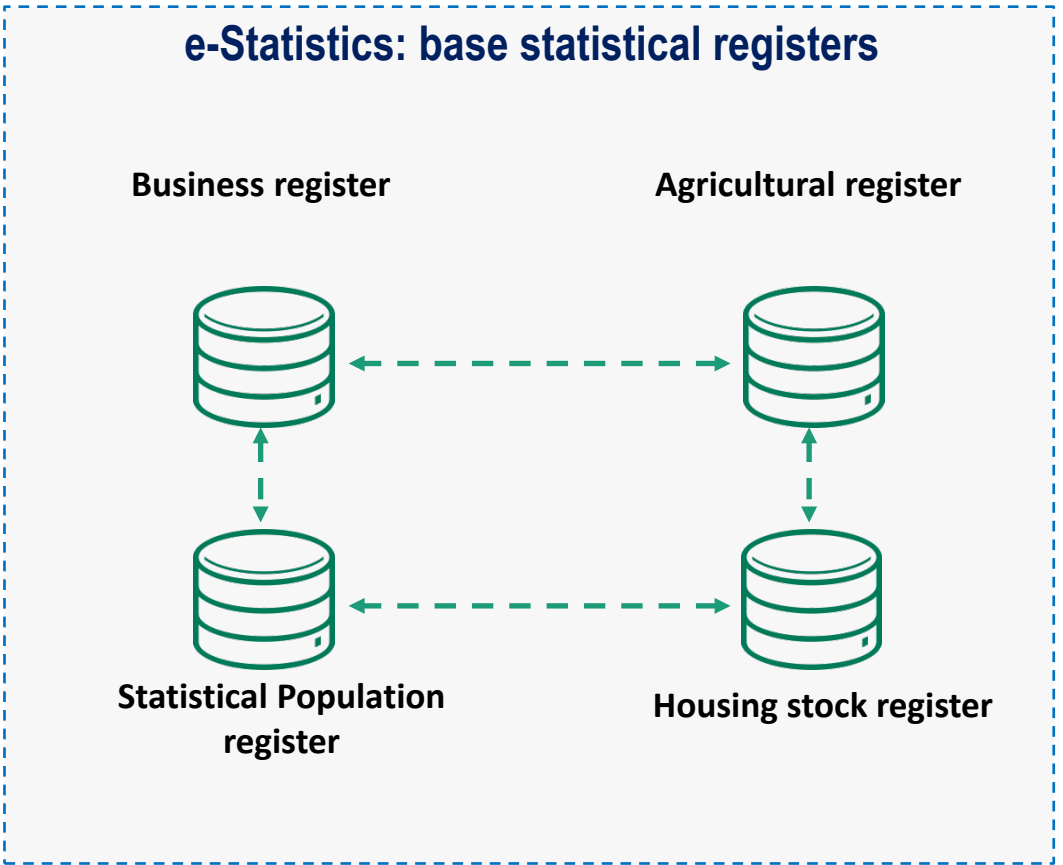 e-Statistics: base statistical registers
Business register
Agricultural register
Statistical Population
register
Housing stock register